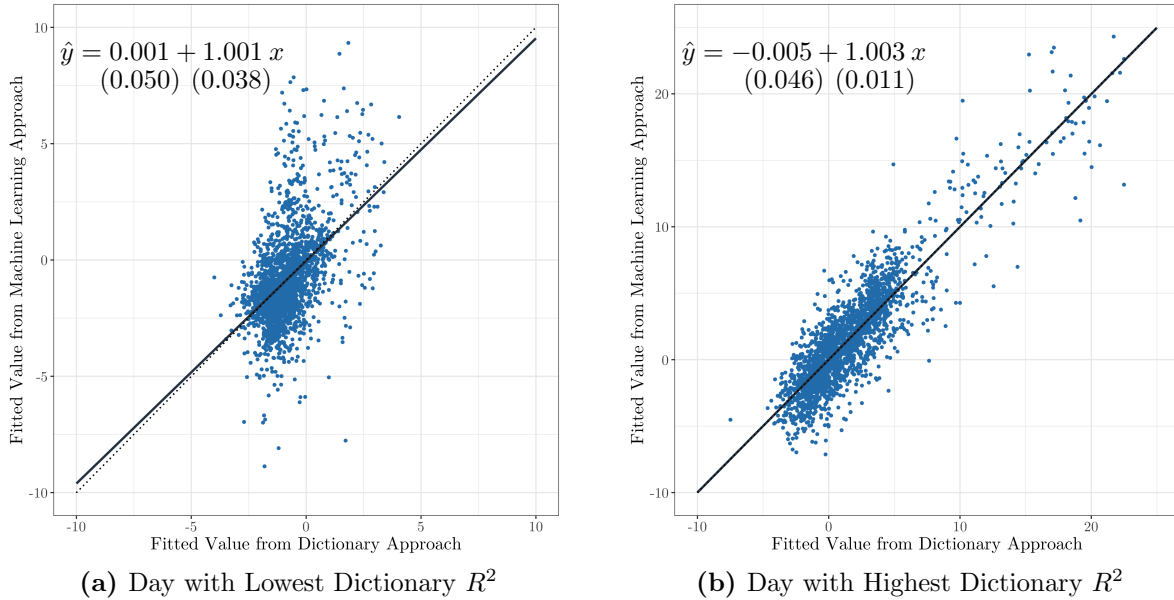 ŷ = 0.001 + 1.001 x
(0.050) (0.038)
10
5
0
-5
-10
-10 -5 0 5 10
Fitted Value from Machine Learning Approach
Fitted Value from Dictionary Approach
(a) Day with Lowest Dictionary R²
ŷ = −0.005 + 1.003 x
(0.046) (0.011)
20
10
0
-10
-10 0 10 20
Fitted Value from Machine Learning Approach
Fitted Value from Dictionary Approach
(b) Day with Highest Dictionary R²